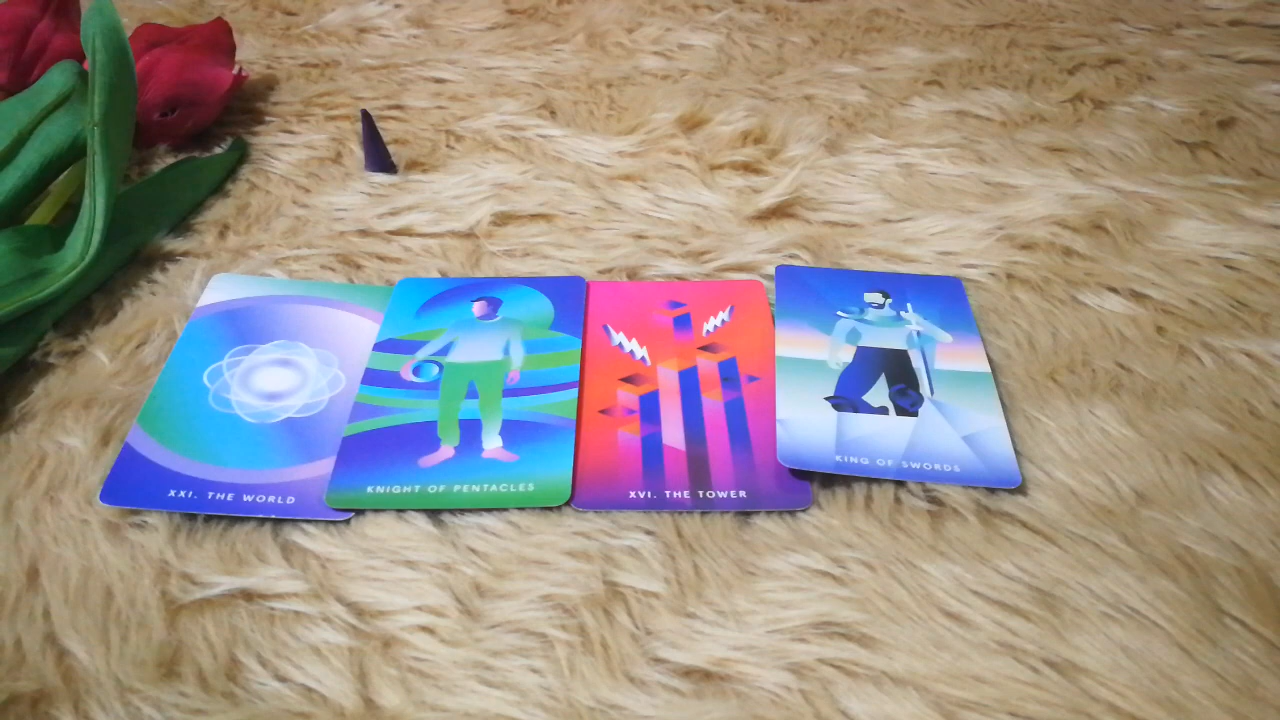 XXI. THE WORLD
KNIGHT OF PENTACLES
XVI. THE TOWER
KING OF SWORDS